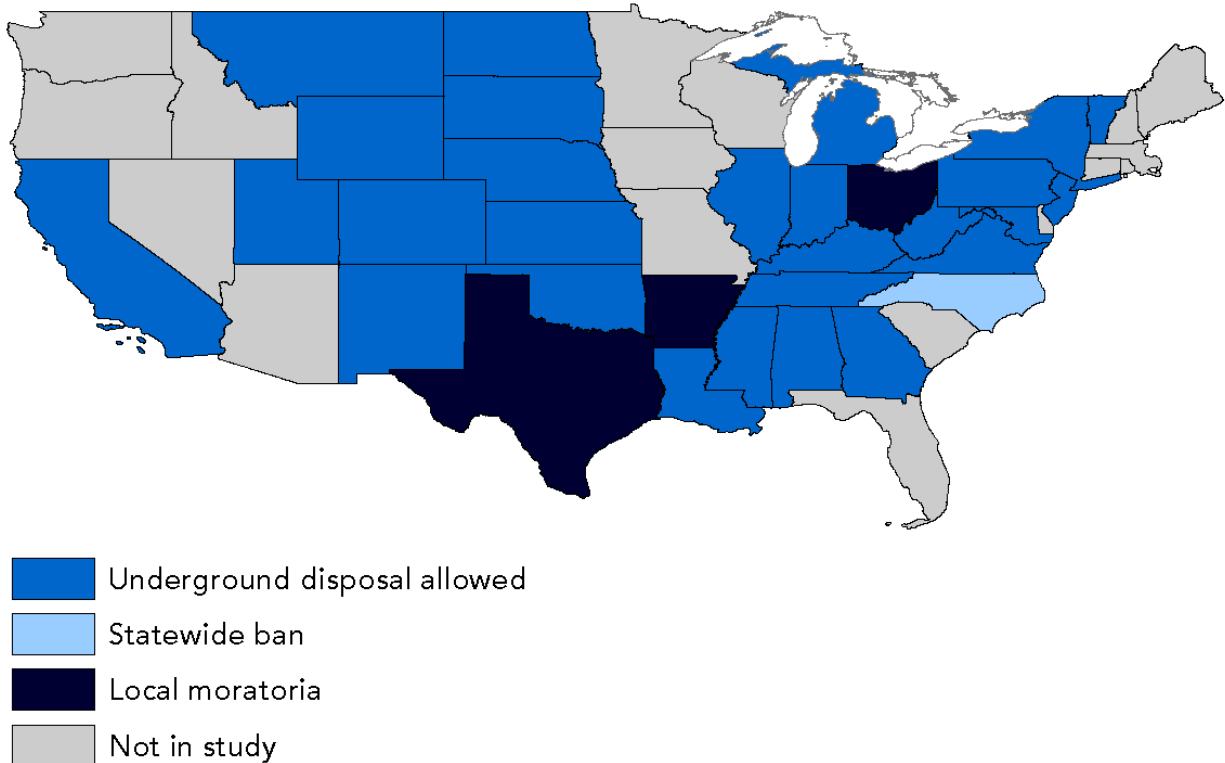 Underground disposal allowed
Statewide ban
Local moratoria
Not in study